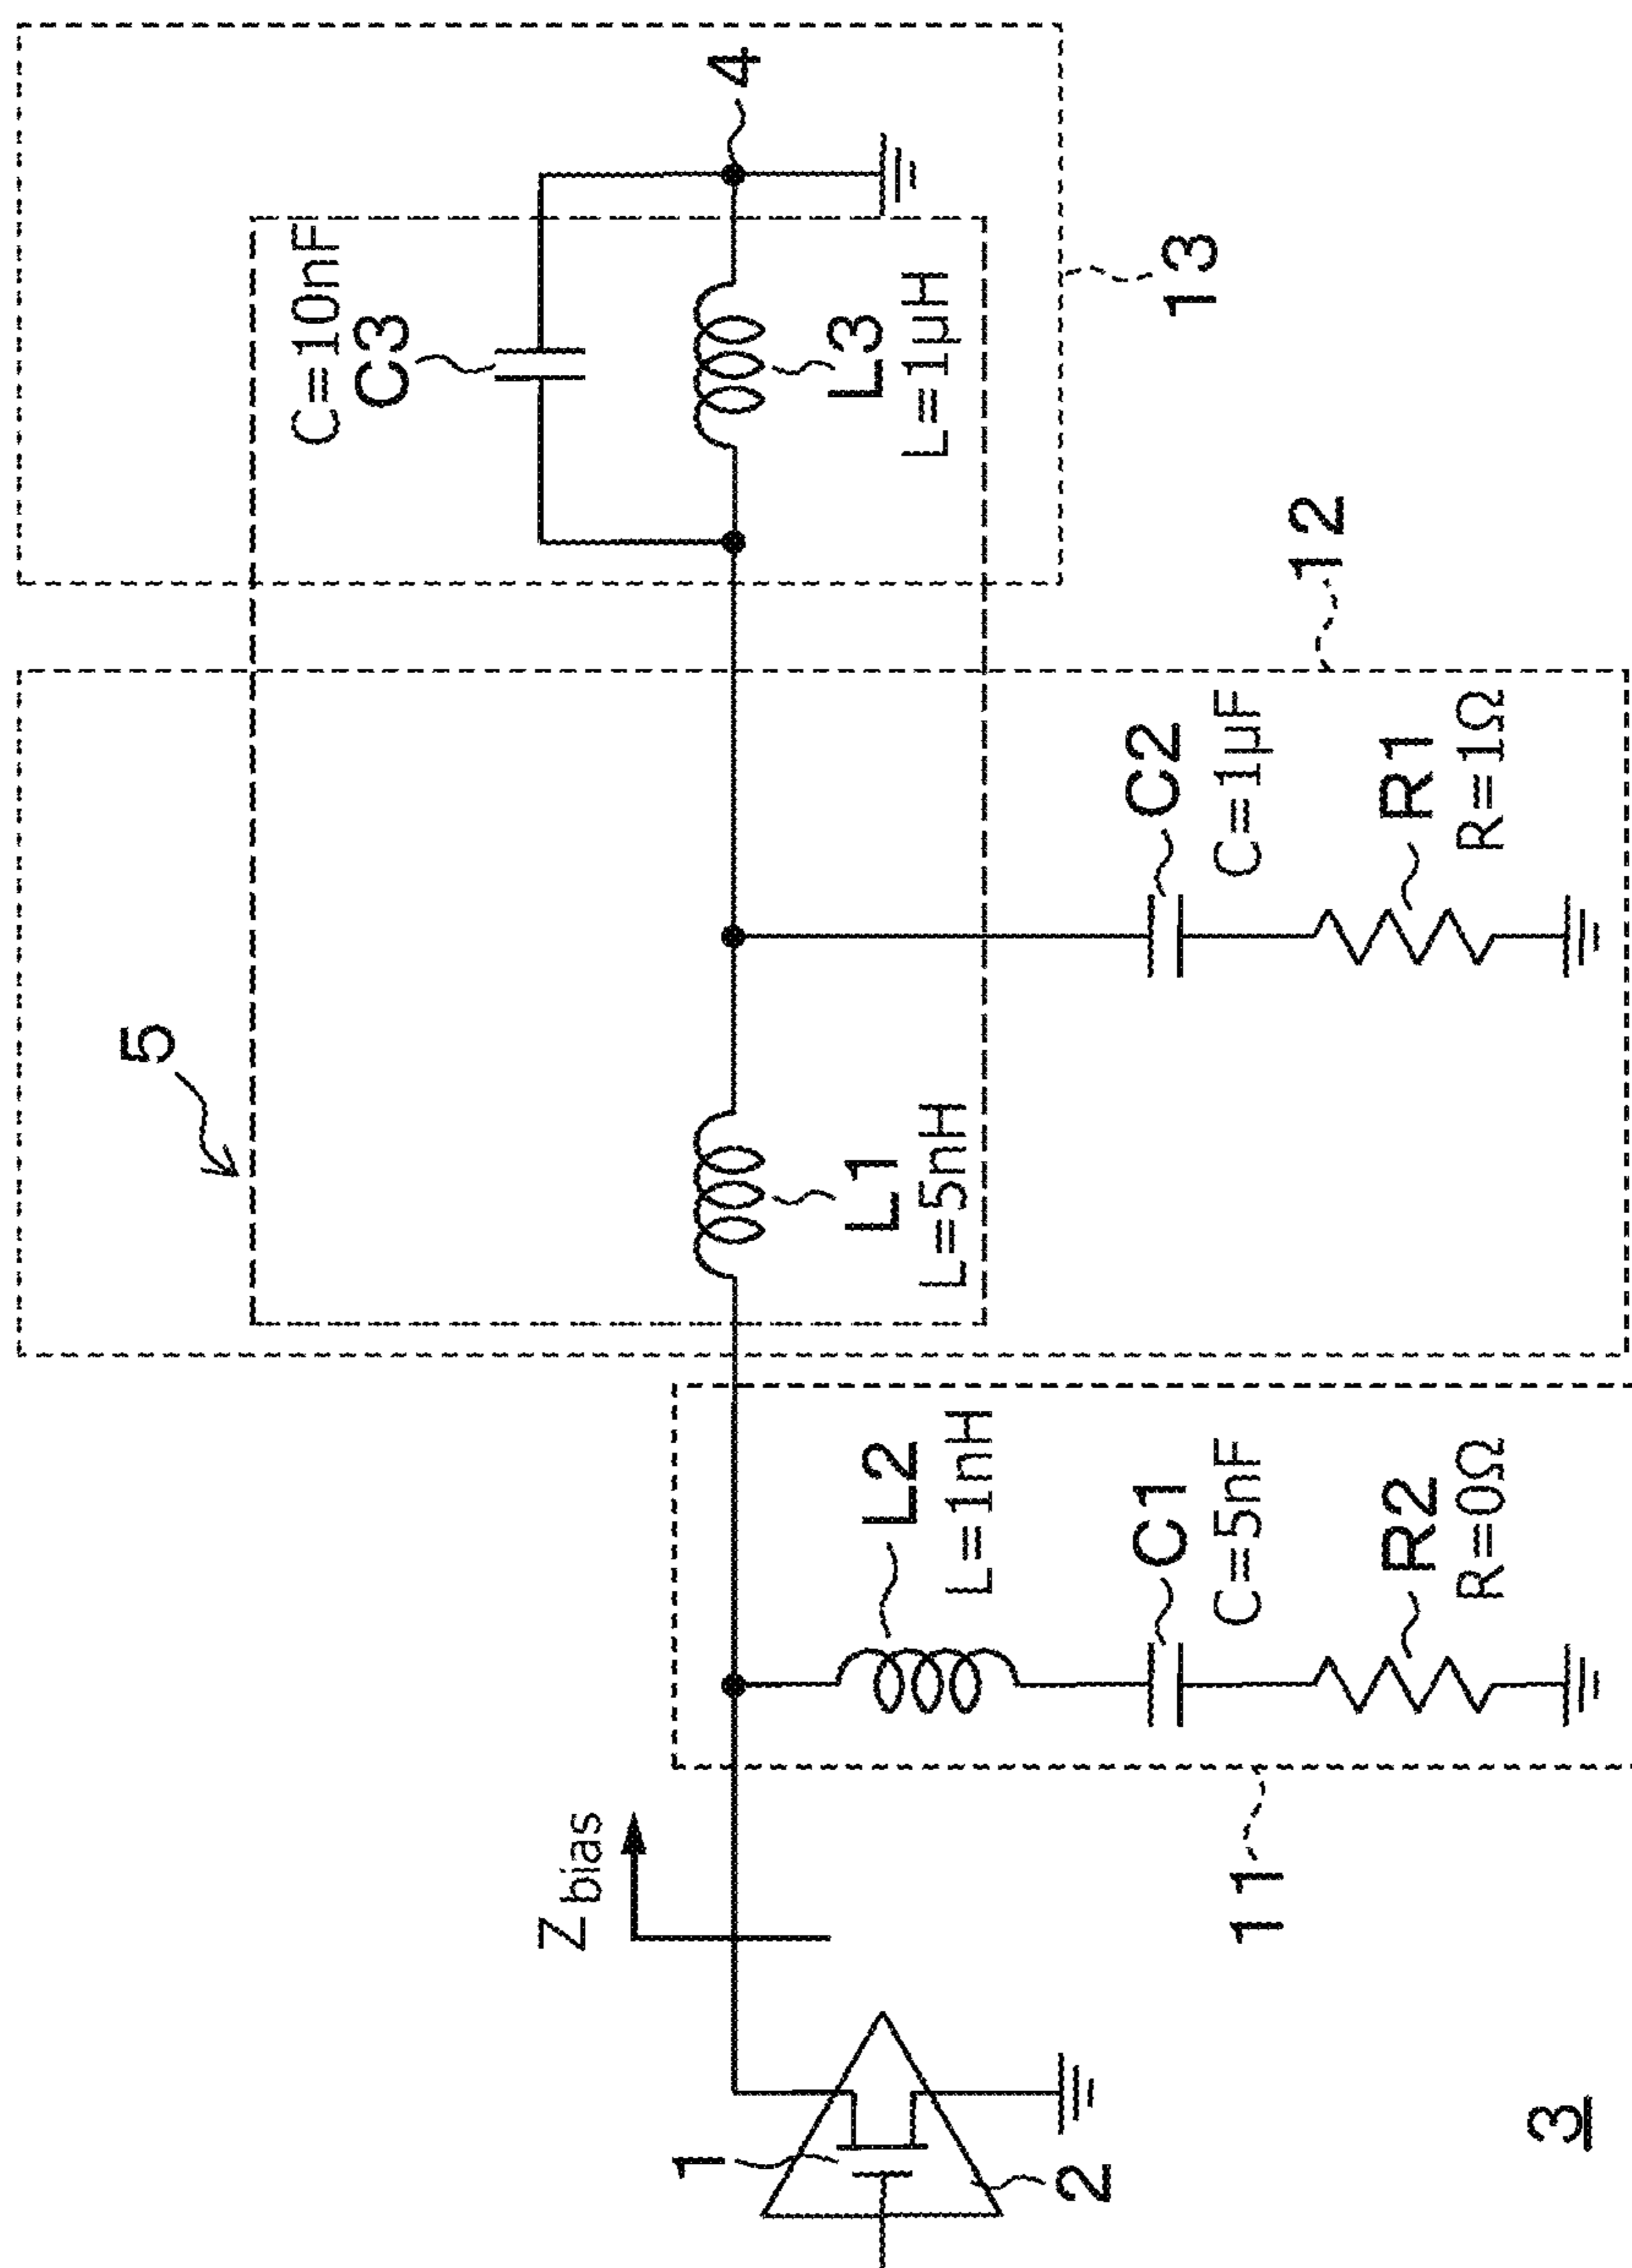 3
1
2
Z bias
11
L2
L=1nH
C1
C=5nF
R2
R=0Ω
5
L1
L=5nH
12
C2
C=1μF
R1
R=1Ω
13
C=10nF
C3
L3
L=1μH
4